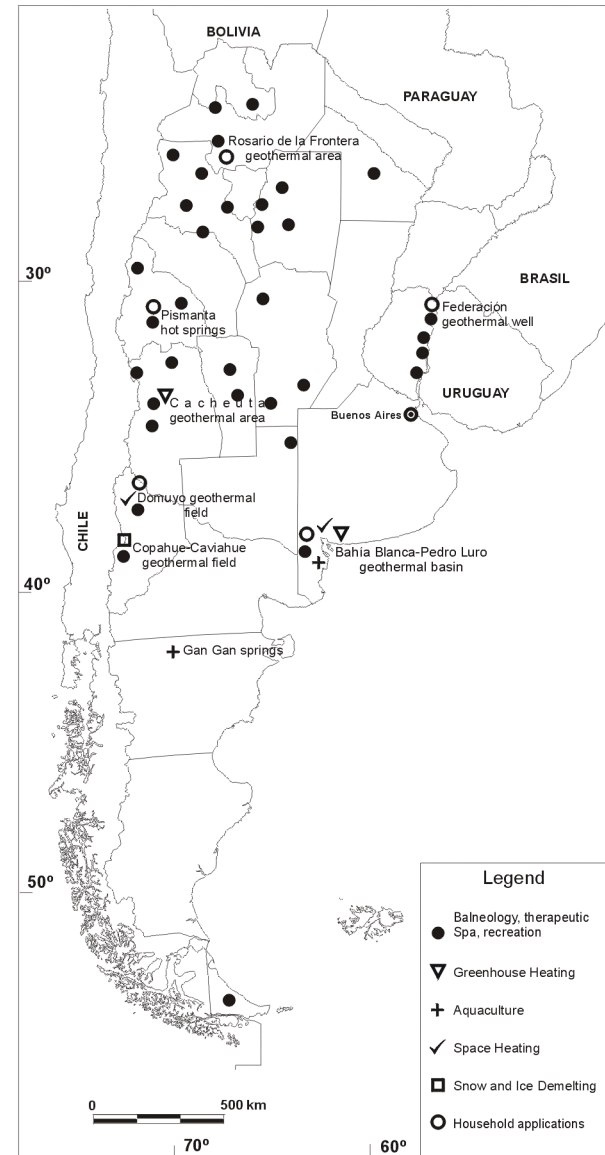 BOLIVIA
PARAGUAY
Rosario de la Frontera
geothermal area
30º
BRASIL
Pismanta
hot springs
Federación
geothermal well
URUGUAY
Cacheuta
geothermal area
Buenos Aires
CHILE
Domuyo geothermal
field
Copahue-Caviahue
geothermal field
Bahía Blanca-Pedro Luro
geothermal basin
40º
Gan Gan springs
50º
Legend
Balneology, therapeutic
Spa, recreation
Greenhouse Heating
Aquaculture
Space Heating
Snow and Ice Demelting
Household applications
0 500 km
70º 60º